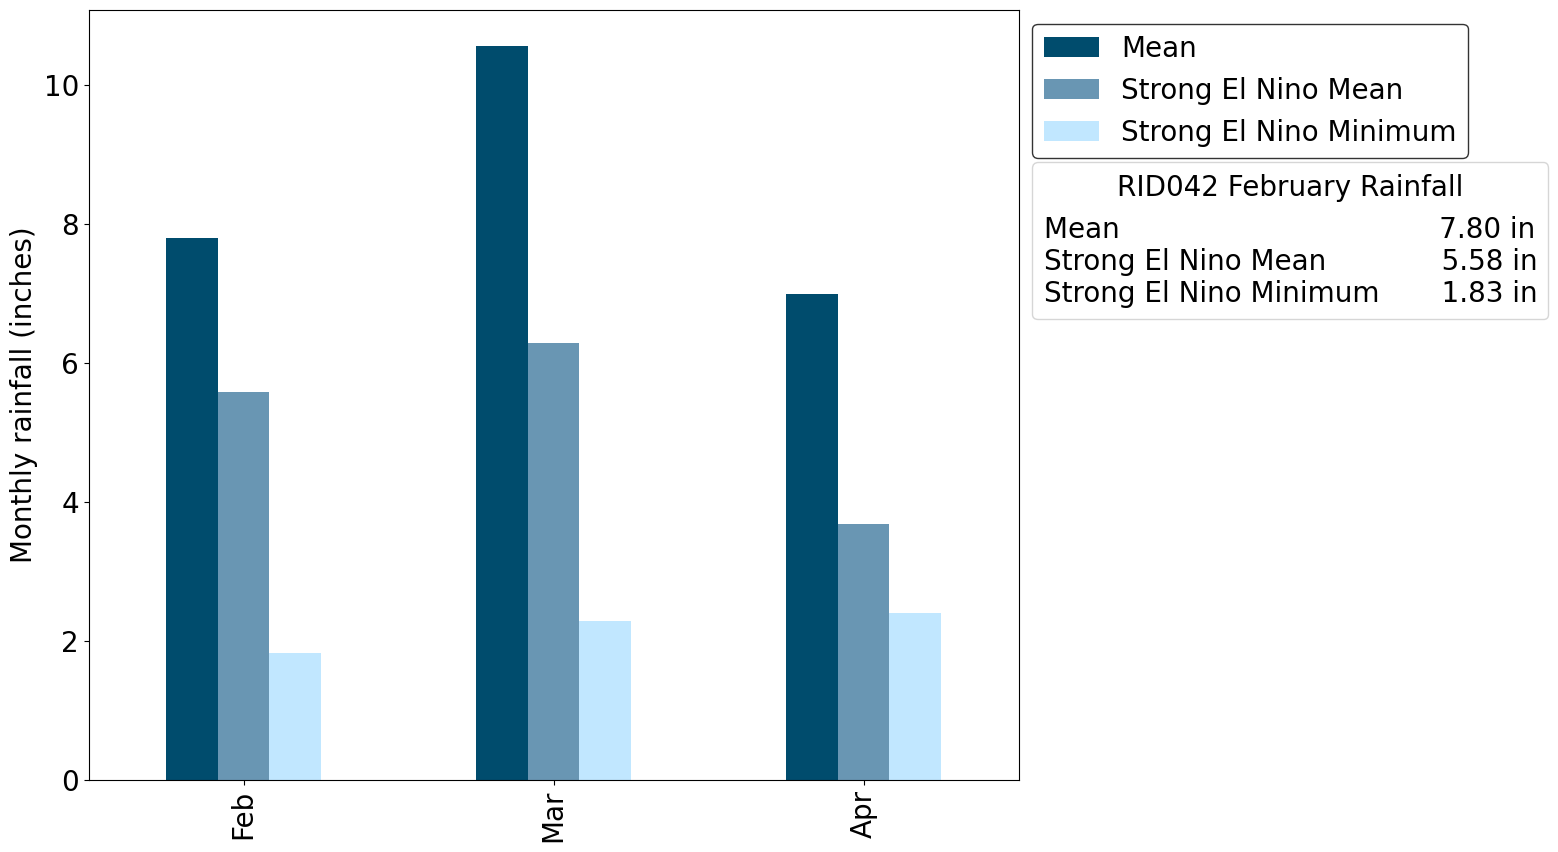 Monthly rainfall (inches)
10
8
6
4
2
0
Feb
Mar
Apr
Mean
Strong El Nino Mean
Strong El Nino Minimum
RID042 February Rainfall
Mean 7.80 in
Strong El Nino Mean 5.58 in
Strong El Nino Minimum 1.83 in